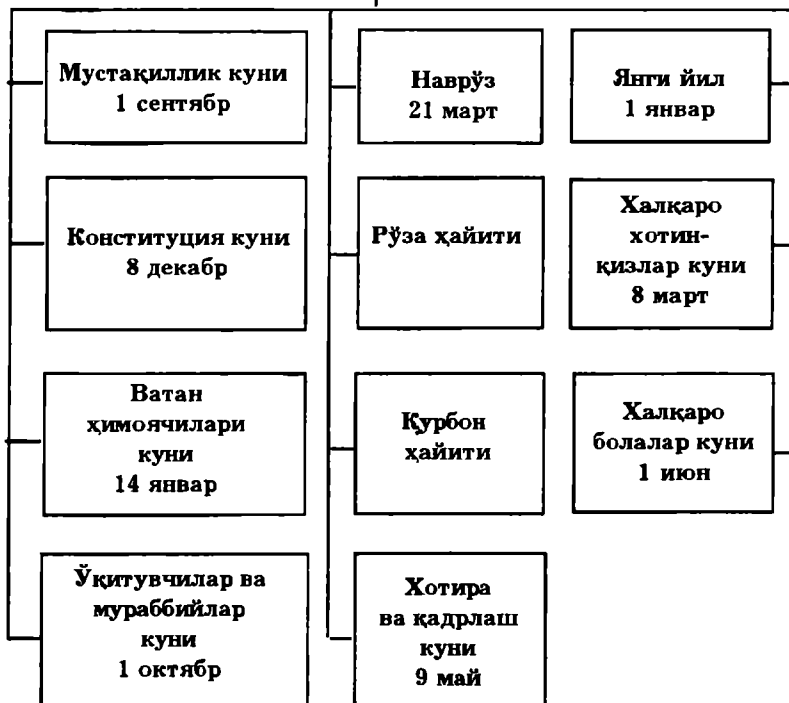 Мустақиллик куни
1 сентябр
Наврўз
21 март
Янги йил
1 январ
Конституция куни
8 декабр
Рўза ҳайити
Халқаро
хотин-
қизлар куни
8 март
Ватан
ҳимоячилари
куни
14 январ
Қурбон
ҳайити
Халқаро
болалар куни
1 июн
Ўқитувчилар ва
мураббийлар
куни
1 октябр
Хотира
ва қадрлаш
куни
9 май